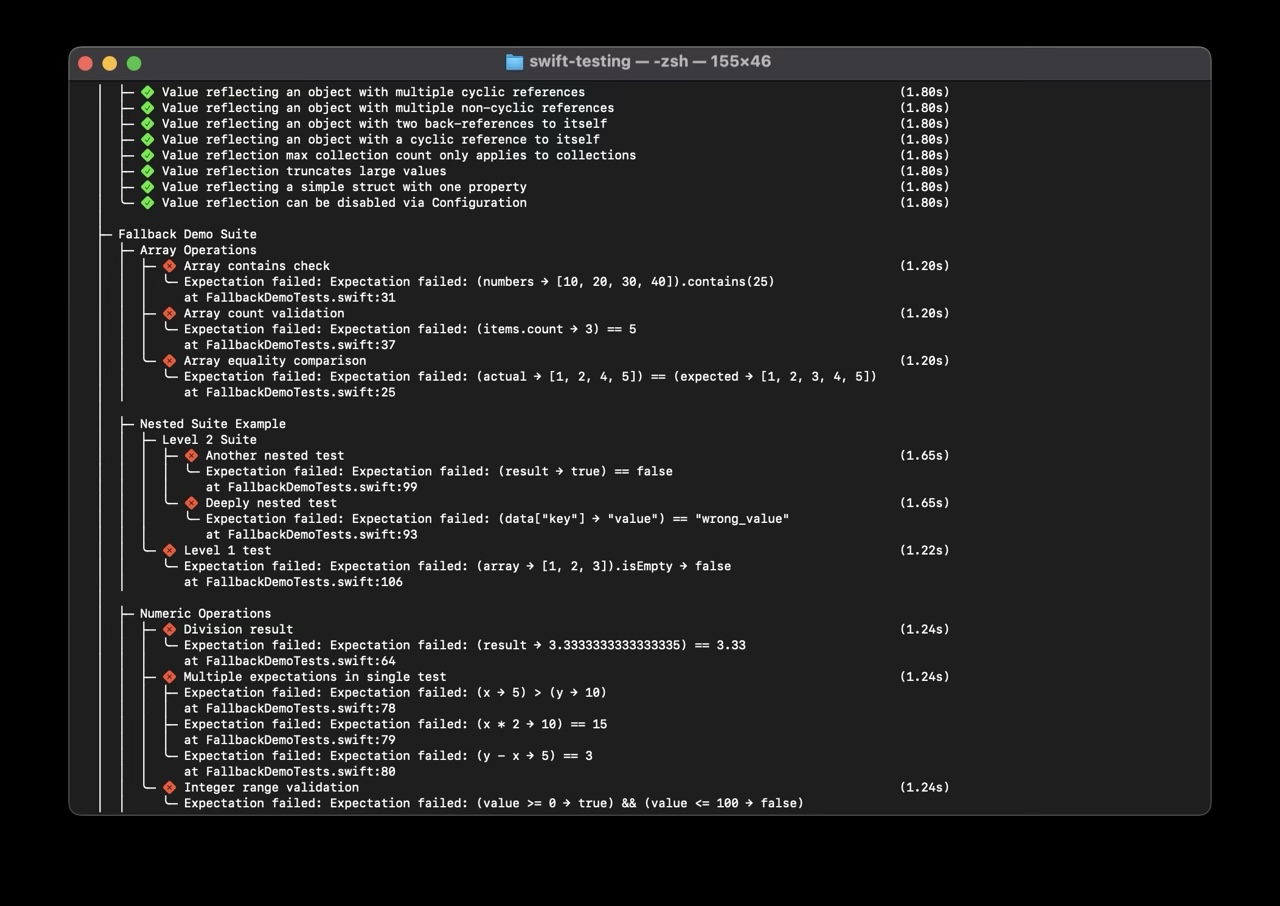 swift-testing — -zsh — 155×46
Value reflecting an object with multiple cyclic references (1.80s)
Value reflecting an object with multiple non-cyclic references (1.80s)
Value reflecting an object with two back-references to itself (1.80s)
Value reflecting an object with a cyclic reference to itself (1.80s)
Value reflection max collection count only applies to collections (1.80s)
Value reflection truncates large values (1.80s)
Value reflecting a simple struct with one property (1.80s)
Value reflection can be disabled via Configuration (1.80s)
Fallback Demo Suite
Array Operations
Array contains check (1.20s)
Expectation failed: Expectation failed: (numbers → [10, 20, 30, 40]).contains(25)
at FallbackDemoTests.swift:31
Array count validation (1.20s)
Expectation failed: Expectation failed: (items.count → 3) == 5
at FallbackDemoTests.swift:37
Array equality comparison (1.20s)
Expectation failed: Expectation failed: (actual → [1, 2, 4, 5]) == (expected → [1, 2, 3, 4, 5])
at FallbackDemoTests.swift:25
Nested Suite Example
Level 2 Suite
Another nested test (1.65s)
Expectation failed: Expectation failed: (result → true) == false
at FallbackDemoTests.swift:99
Deeply nested test (1.65s)
Expectation failed: Expectation failed: (data["key"] → "value") == "wrong_value"
at FallbackDemoTests.swift:93
Level 1 test (1.22s)
Expectation failed: Expectation failed: (array → [1, 2, 3]).isEmpty → false
at FallbackDemoTests.swift:106
Numeric Operations
Division result (1.24s)
Expectation failed: Expectation failed: (result → 3.3333333333333335) == 3.33
at FallbackDemoTests.swift:64
Multiple expectations in single test (1.24s)
Expectation failed: Expectation failed: (x → 5) > (y → 10)
at FallbackDemoTests.swift:78
Expectation failed: Expectation failed: (x * 2 → 10) == 15
at FallbackDemoTests.swift:79
Expectation failed: Expectation failed: (y - x → 5) == 3
at FallbackDemoTests.swift:80
Integer range validation (1.24s)
Expectation failed: Expectation failed: (value >= 0 → true) && (value <= 100 → false)